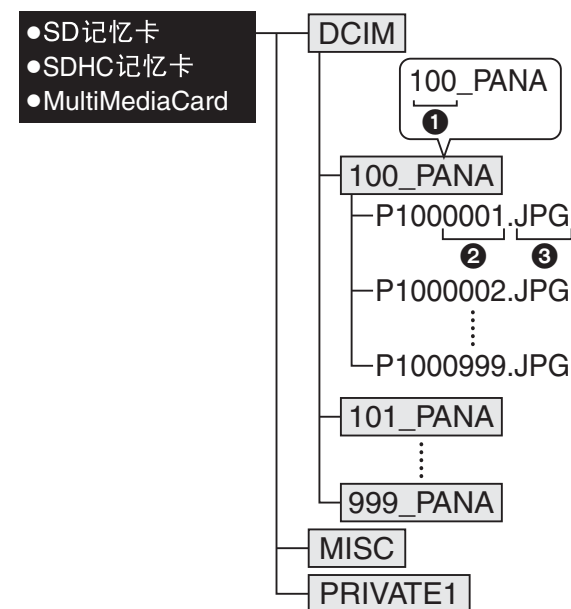 ●SD记忆卡
●SDHC记忆卡
●MultiMediaCard
DCIM
100_PANA
❶
100_PANA
P1000001.JPG
❷ ❸
P1000002.JPG
P1000999.JPG
101_PANA
999_PANA
MISC
PRIVATE1